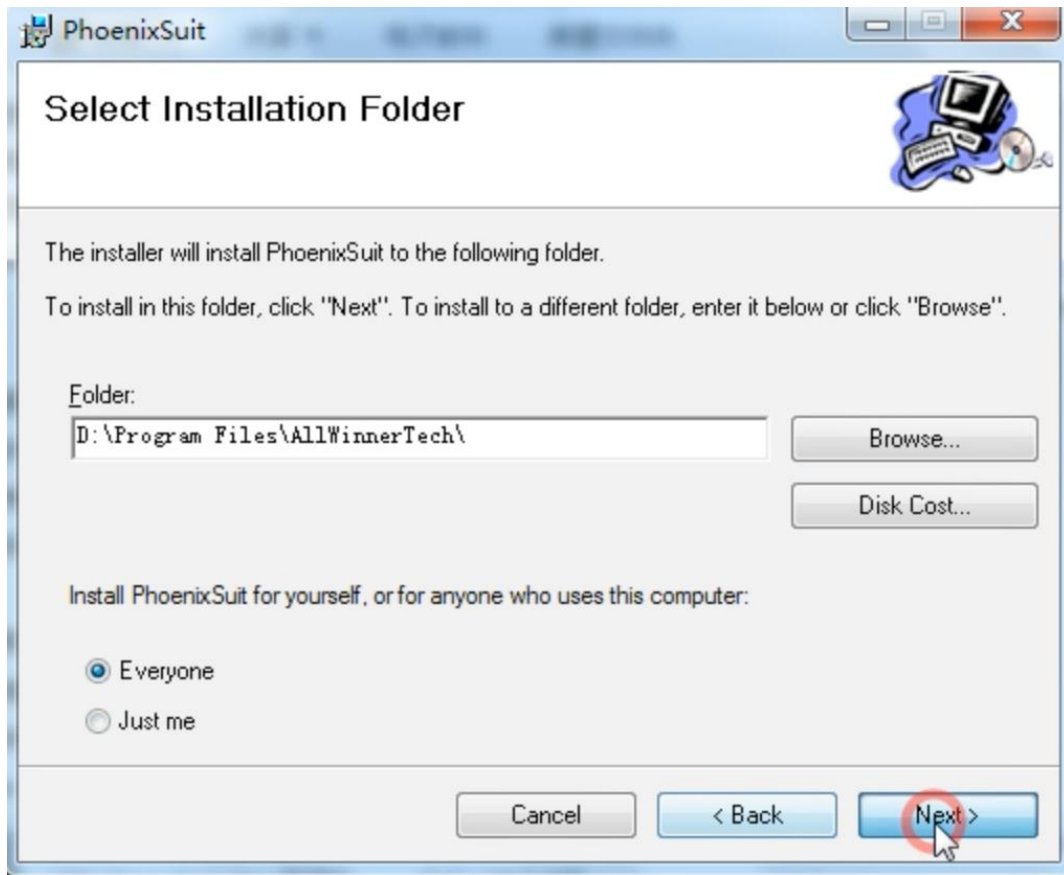 PhoenixSuit
Select Installation Folder
The installer will install PhoenixSuit to the following folder.
To install in this folder, click "Next". To install to a different folder, enter it below or click "Browse".
Folder:
D:\Program Files\AllWinnerTech\
Browse...
Disk Cost...
Install PhoenixSuit for yourself, or for anyone who uses this computer:
Everyone
Just me
Cancel
< Back
Next >